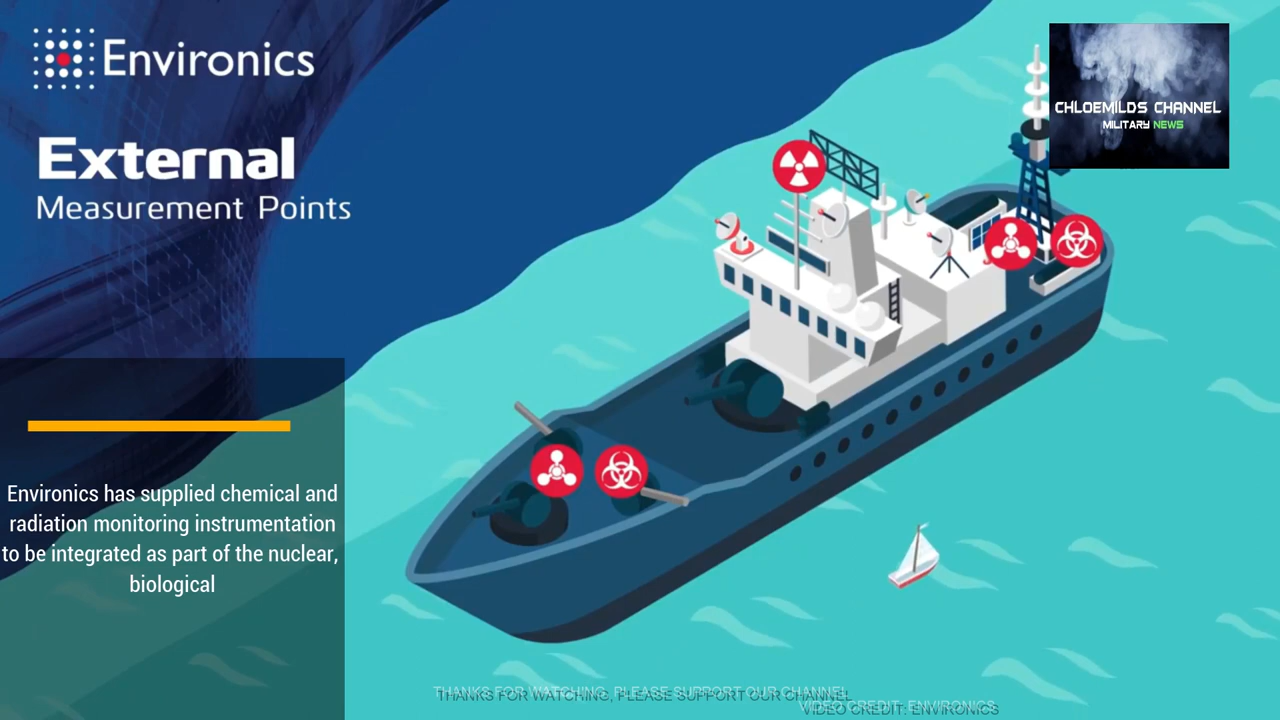 Environics
External
Measurement Points
CHLOEMILDS CHANNEL
MILITARY NEWS
Environics has supplied chemical and
radiation monitoring instrumentation
to be integrated as part of the nuclear,
biological
THANKS FOR WATCHING, PLEASE SUPPORT OUR CHANNEL
VIDEO CREDIT: ENVIRONICS